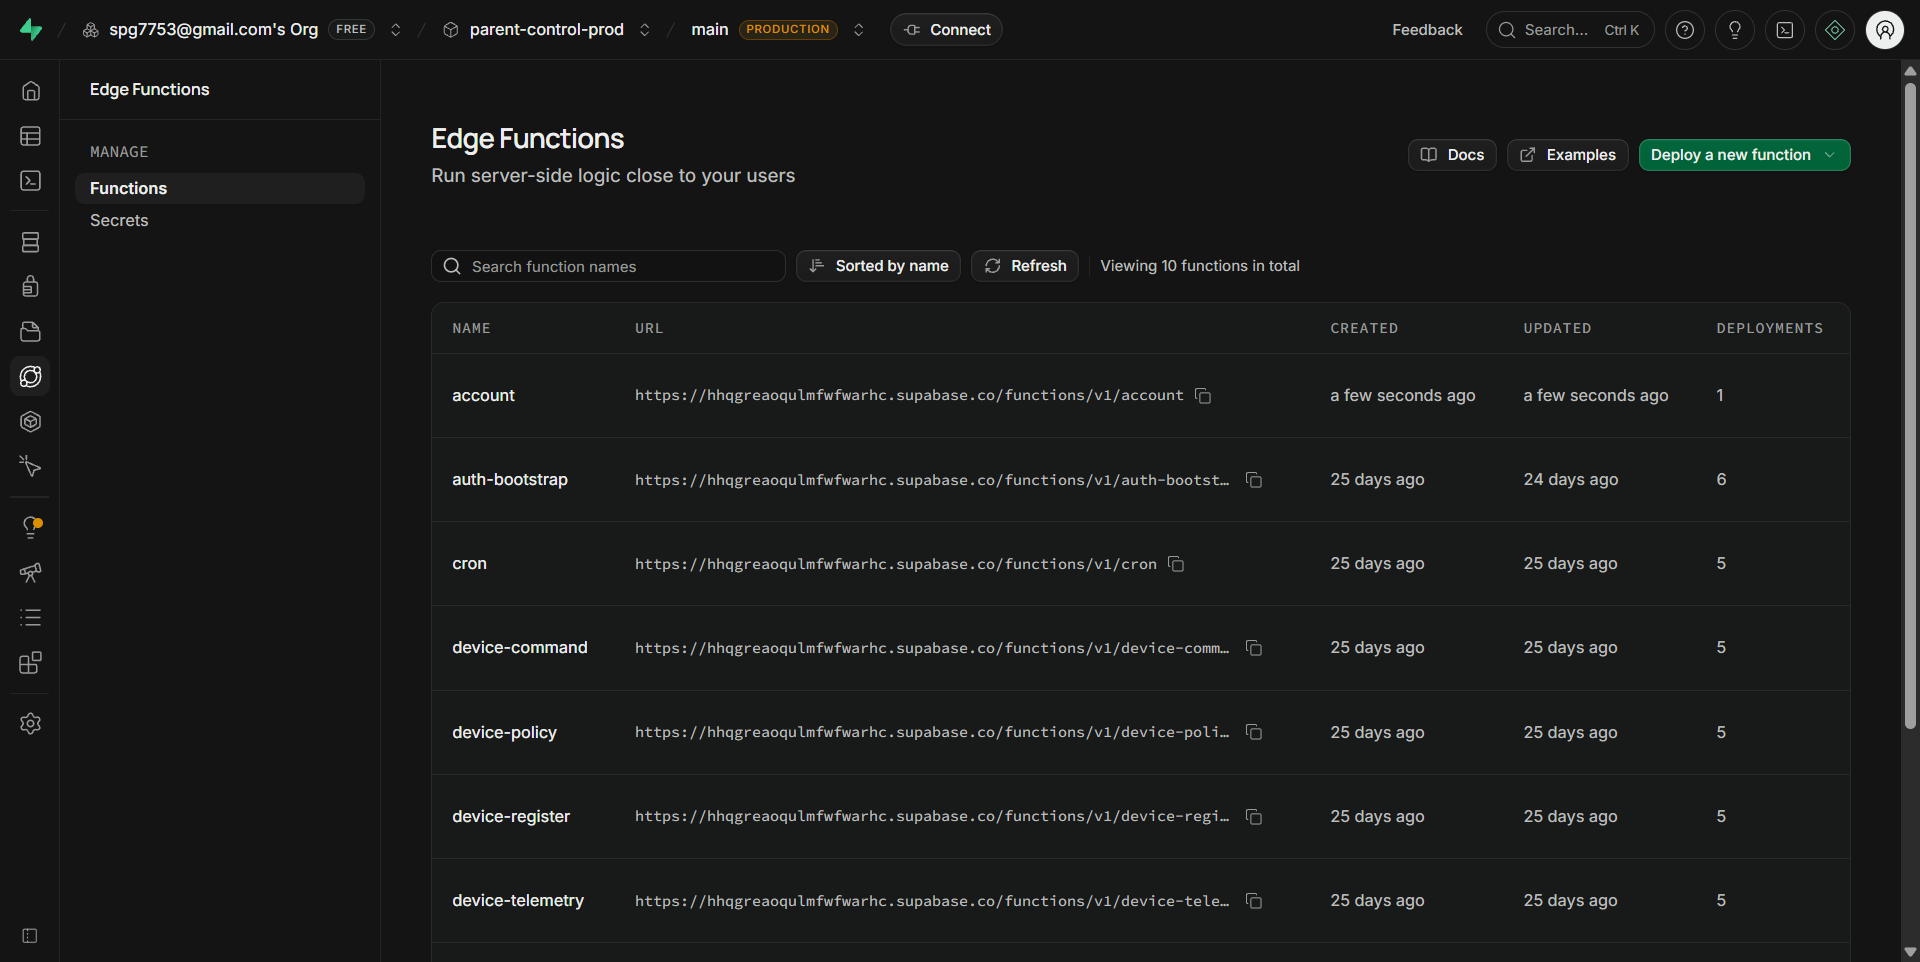 spg7753@gmail.com's Org FREE parent-control-prod main PRODUCTION Connect Feedback Search... Ctrl K
Edge Functions
MANAGE
Functions
Secrets
Edge Functions
Run server-side logic close to your users
Docs Examples Deploy a new function
Search function names Sorted by name Refresh Viewing 10 functions in total
NAME URL CREATED UPDATED DEPLOYMENTS
account https://hhqgreaoqulmfwfwarhc.supabase.co/functions/v1/account a few seconds ago a few seconds ago 1
auth-bootstrap https://hhqgreaoqulmfwfwarhc.supabase.co/functions/v1/auth-bootst… 25 days ago 24 days ago 6
cron https://hhqgreaoqulmfwfwarhc.supabase.co/functions/v1/cron 25 days ago 25 days ago 5
device-command https://hhqgreaoqulmfwfwarhc.supabase.co/functions/v1/device-comm… 25 days ago 25 days ago 5
device-policy https://hhqgreaoqulmfwfwarhc.supabase.co/functions/v1/device-poli… 25 days ago 25 days ago 5
device-register https://hhqgreaoqulmfwfwarhc.supabase.co/functions/v1/device-regi… 25 days ago 25 days ago 5
device-telemetry https://hhqgreaoqulmfwfwarhc.supabase.co/functions/v1/device-tele… 25 days ago 25 days ago 5